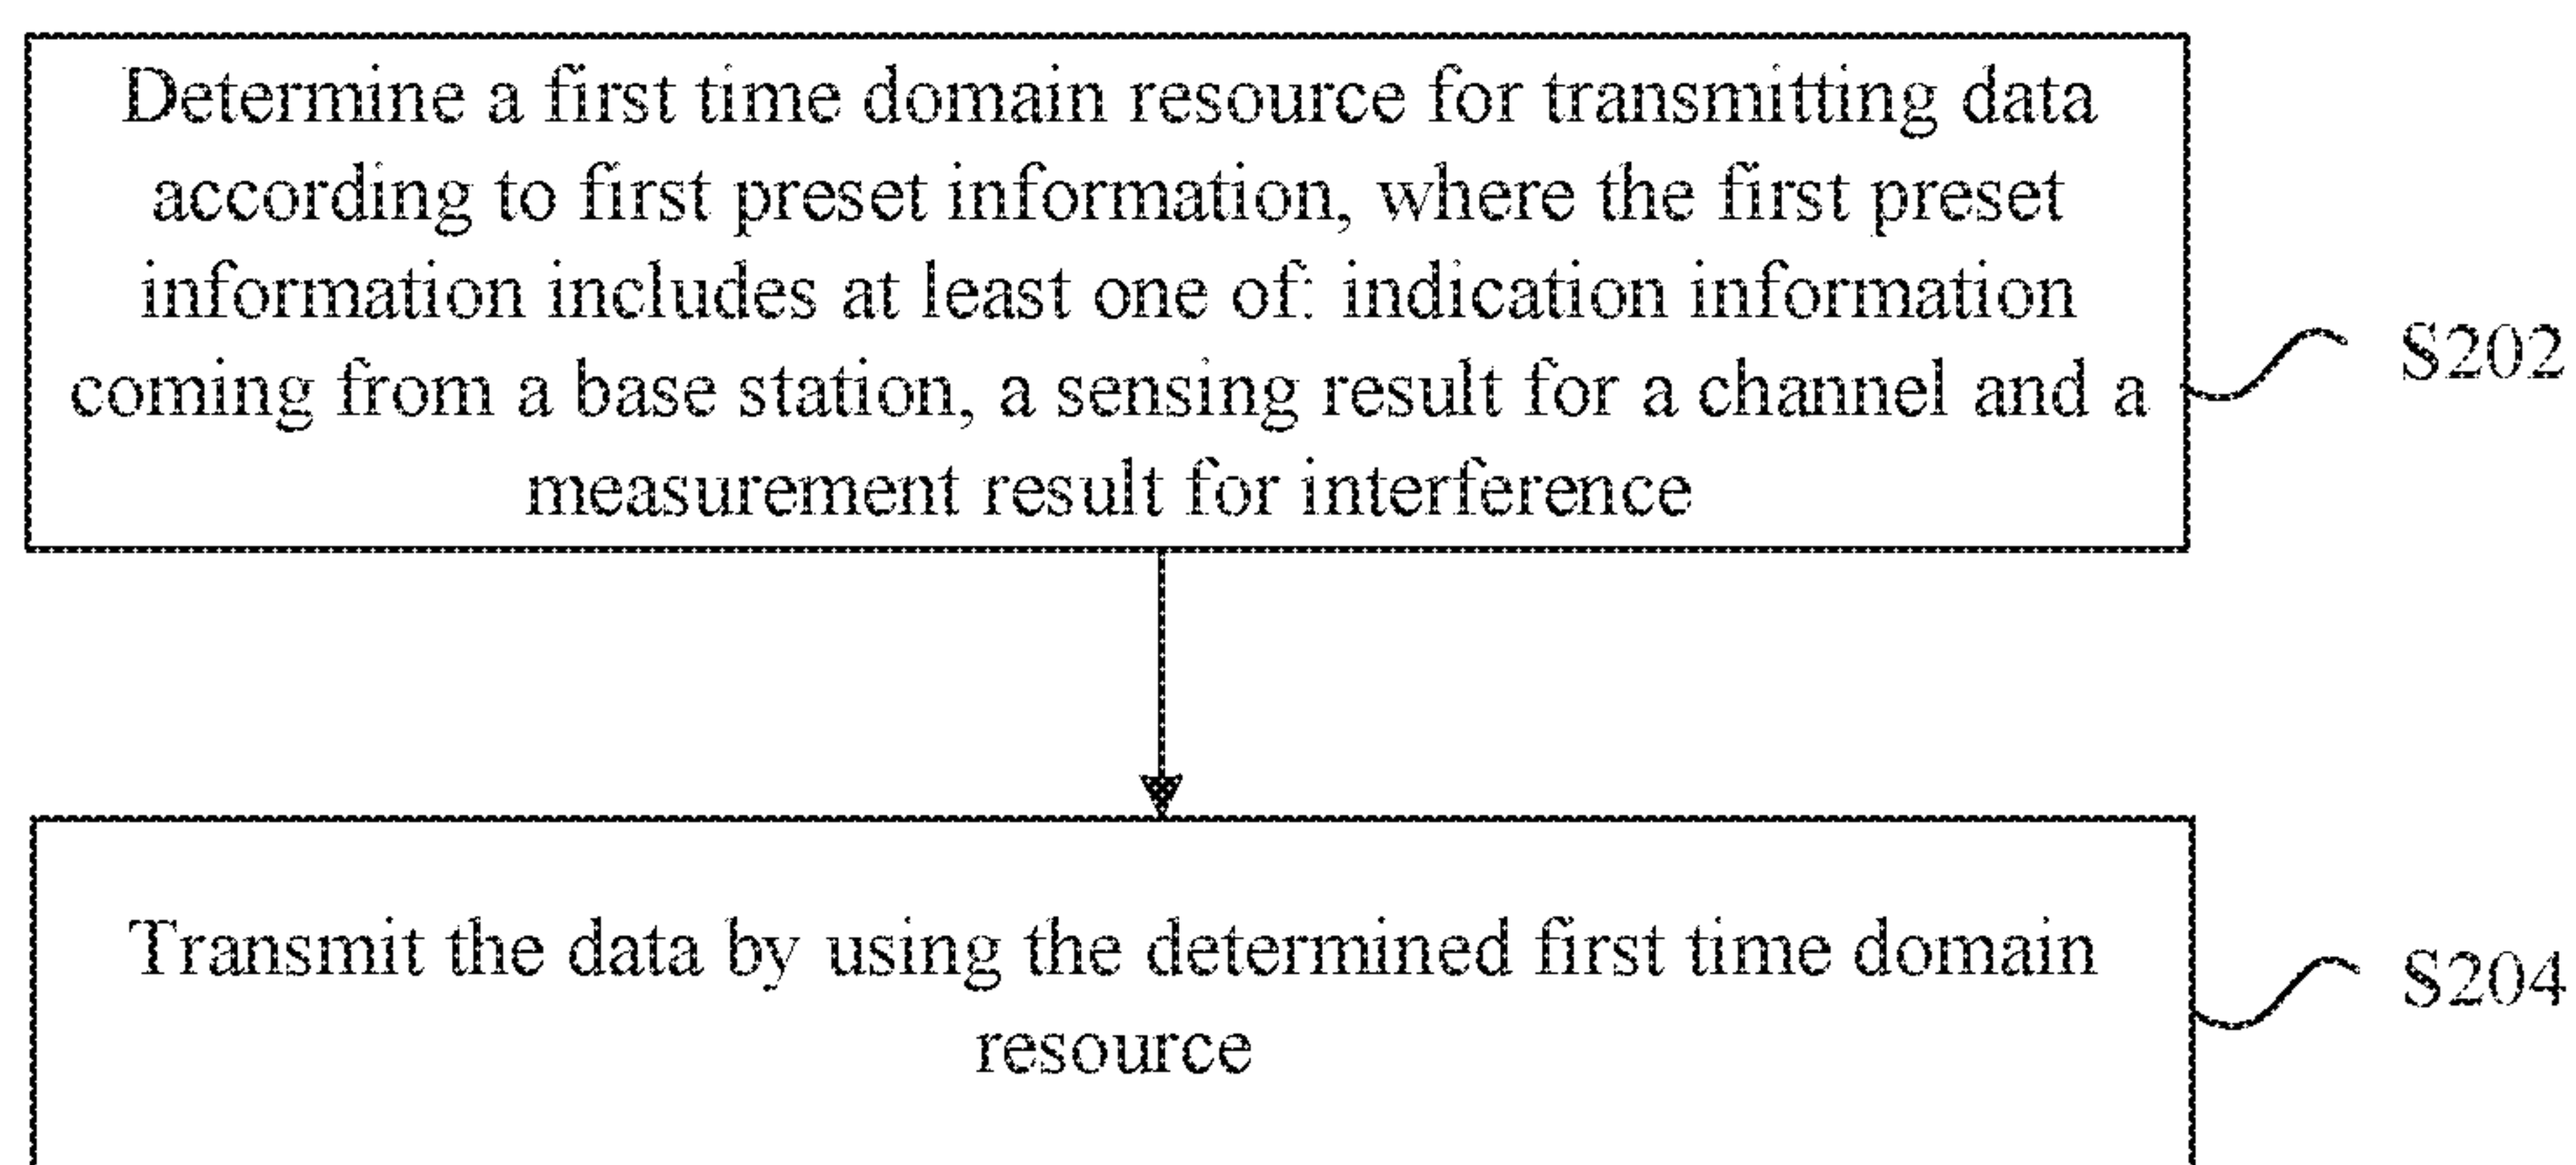 Determine a first time domain resource for transmitting data
according to first preset information, where the first preset
information includes at least one of: indication information
coming from a base station, a sensing result for a channel and a
measurement result for interference
S202
Transmit the data by using the determined first time domain
resource
S204